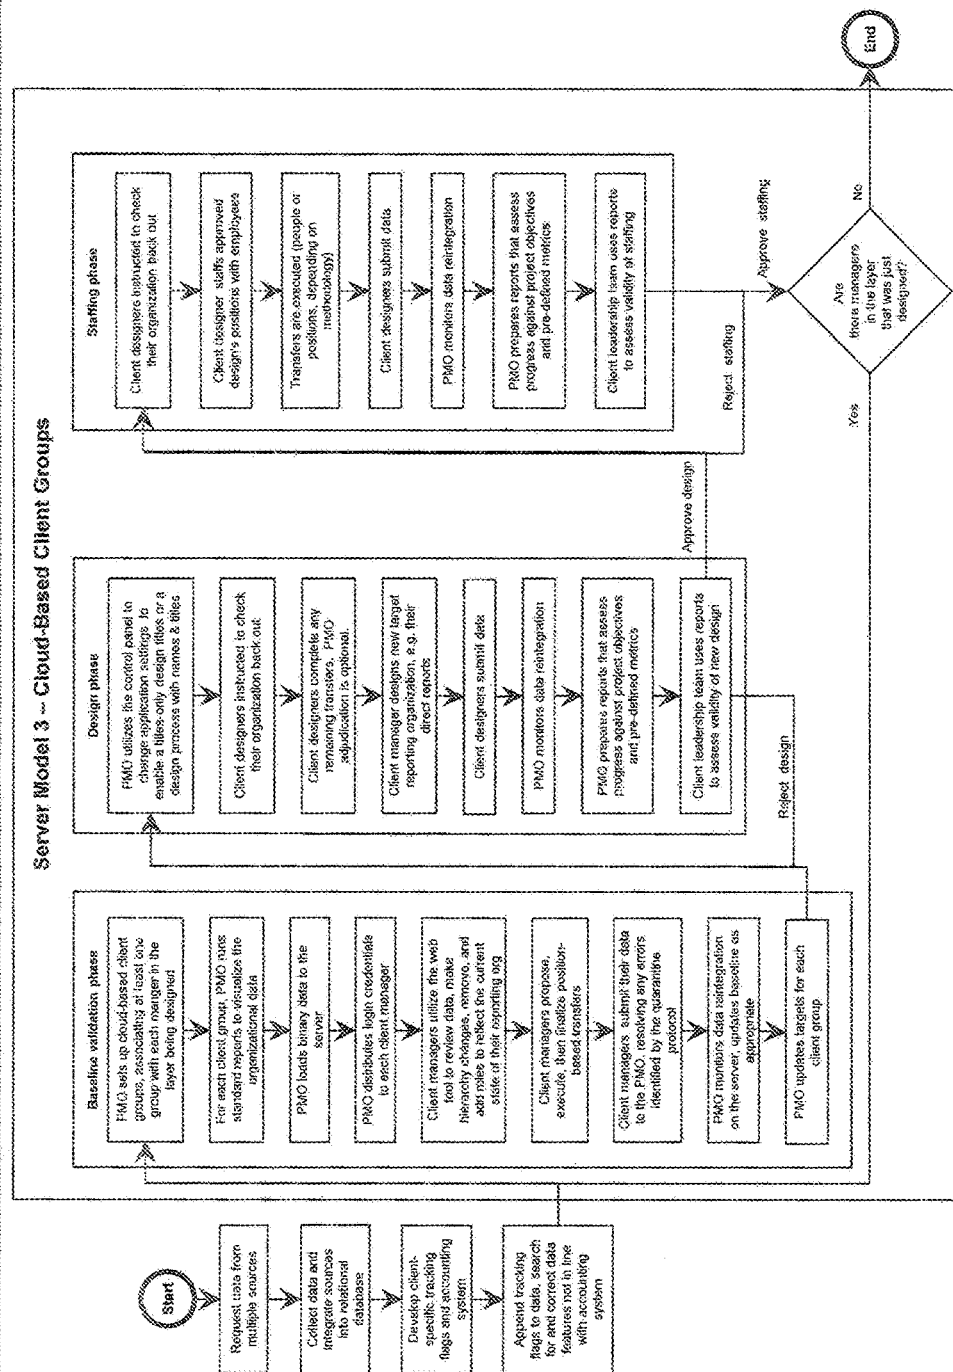 Server Model 3 – Cloud-Based Client Groups
Start
Request data from
multiple sources
Collect data and
integrate sources
into relational
database
Develop client-
specific tracking
flags and accounting
system
Append tracking
flags to data, search
for and correct data
features not in line
with accounting
system
Baseline validation phase
PMO sets up cloud-based client
groups, associating at least one
group with each manger in the
layer being designed
For each client group, PMO runs
standard reports to visualize the
organizational data
PMO loads binary data to the
server
PMO distributes login credentials
to each client manager
Client managers utilize the web
tool to review data, make
hierarchy changes, remove, and
add roles to reflect the current
state of their reporting org
Client managers propose,
execute, then finalize position-
based transfers
Client managers submit their data
to the PMO, resolving any errors
identified by the quarantine
protocol
PMO monitors data reintegration
on the server, updates baseline as
appropriate
PMO updates targets for each
client group
Design phase
PMO utilizes the control panel to
change application settings to
enable a titles-only design titles or a
design process with names & titles
Client designers instructed to check
their organization back out
Client designers complete any
remaining transfers. PMO
adjudication is optional.
Client manager designs new target
reporting organization, e.g. their
direct reports
Client designers submit data
PMO monitors data reintegration
PMO prepares reports that assess
progress against project objectives
and pre-defined metrics
Client leadership team uses reports
to assess validity of new design
Reject design
Approve design
Staffing phase
Client designers instructed to check
their organization back out
Client designer staffs approved
design's positions with employees
Transfers are executed (people or
positions, depending on
methodology)
Client designers submit data
PMO monitors data reintegration
PMO prepares reports that assess
progress against project objectives
and pre-defined metrics
Client leadership team uses reports
to assess validity of staffing
Reject staffing
Approve staffing
Are
there managers
in the layer
that was just
designed?
Yes
No
End